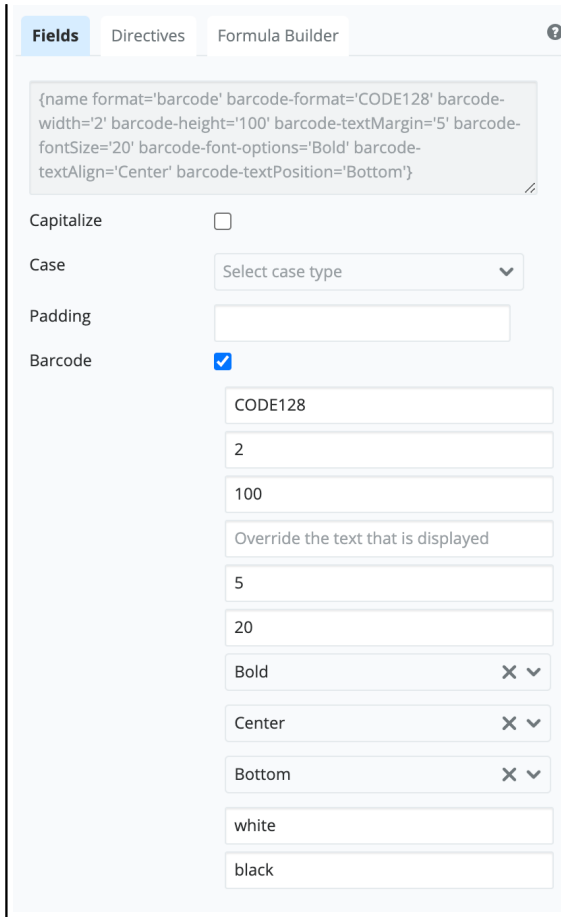 Fields Directives Formula Builder ?
{name format='barcode' barcode-format='CODE128' barcode-
width='2' barcode-height='100' barcode-textMargin='5' barcode-
fontSize='20' barcode-font-options='Bold' barcode-
textAlign='Center' barcode-textPosition='Bottom'}
Capitalize
Case Select case type
Padding
Barcode
CODE128
2
100
Override the text that is displayed
5
20
Bold
Center
Bottom
white
black